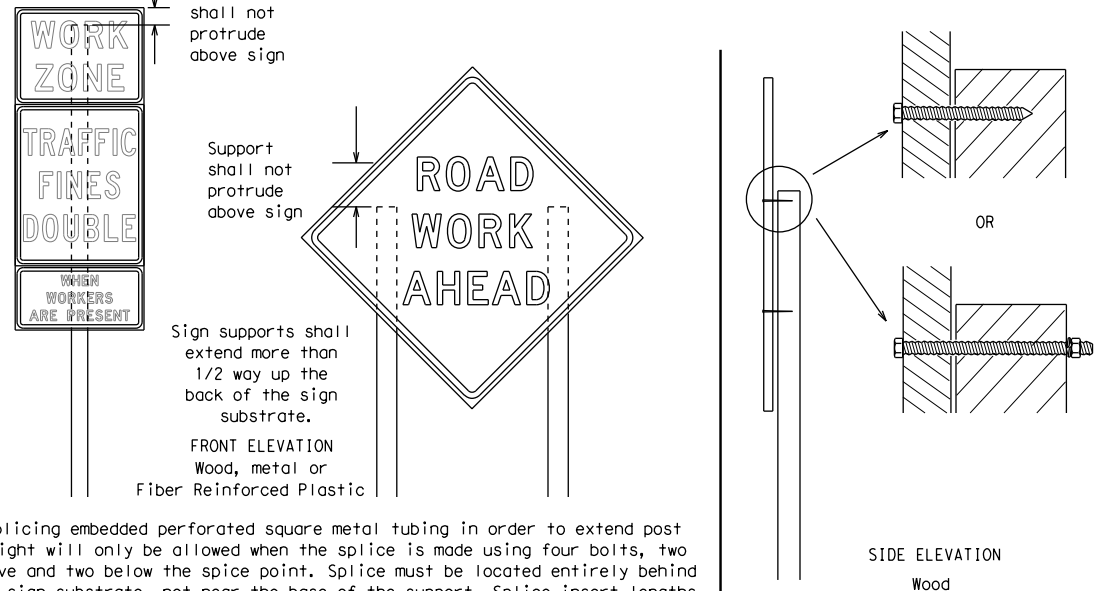 shall not
protrude
above sign
WORK
ZONE
TRAFFIC
FINES
DOUBLE
WHEN
WORKERS
ARE PRESENT
Support
shall not
protrude
above sign
ROAD
WORK
AHEAD
Sign supports shall
extend more than
1/2 way up the
back of the sign
substrate.
FRONT ELEVATION
Wood, metal or
Fiber Reinforced Plastic
OR
SIDE ELEVATION
Wood
embedded perforated square metal tubing in order to extend post
will only be allowed when the splice is made using four bolts, two
and two below the spice point. Splice must be located entirely behind
sign substrate, not near the base of the support. Splice insert lengths